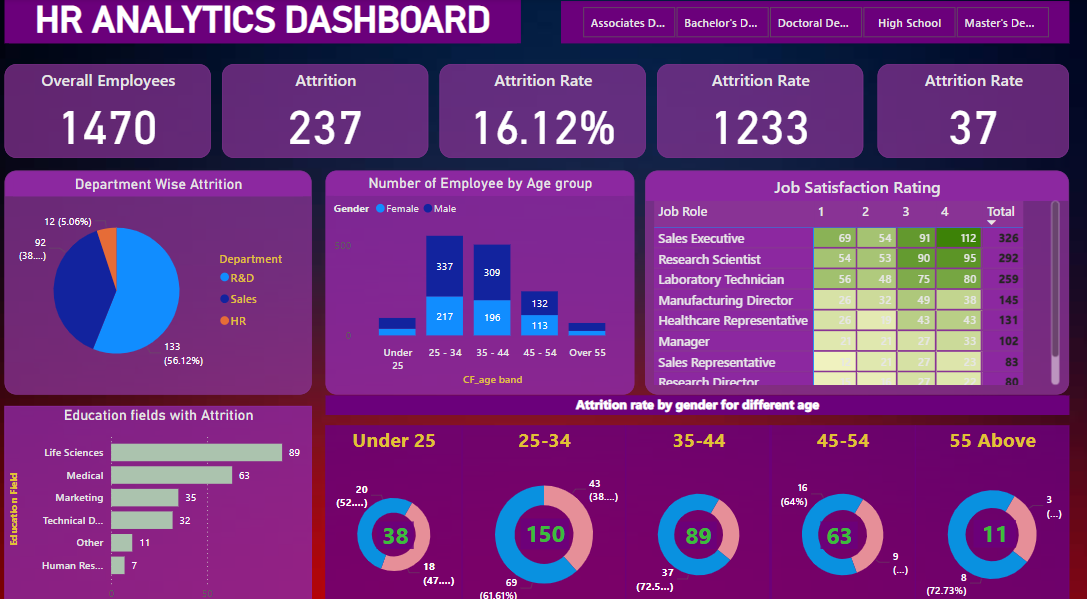 HR ANALYTICS DASHBOARD
Associates D... Bachelor's D... Doctoral De... High School Master's De...
Overall Employees
1470
Attrition
237
Attrition Rate
16.12%
Attrition Rate
1233
Attrition Rate
37
Department Wise Attrition
12 (5.06%)
92
(38....)
133
(56.12%)
Department
R&D
Sales
HR
Number of Employee by Age group
Gender Female Male
500
0
337
217
309
196
132
113
Under
25
25 - 34
35 - 44
45 - 54
Over 55
CF_age band
Job Satisfaction Rating
Job Role 1 2 3 4 Total
Sales Executive 69 54 91 112 326
Research Scientist 54 53 90 95 292
Laboratory Technician 56 48 75 80 259
Manufacturing Director 26 32 49 38 145
Healthcare Representative 26 43 43 131
Manager 21 21 27 33 102
Sales Representative 27 83
Research Director 27 80
Education fields with Attrition
Education Field
Life Sciences 89
Medical 63
Marketing 35
Technical D... 32
Other 11
Human Res... 7
0 50
Attrition rate by gender for different age
Under 25
20
(52....)
38
18
(47....)
25-34
43
(38....)
150
69
(61.61%)
35-44
89
37
(72.5...)
45-54
16
(64%)
63
9
(...)
55 Above
3
(...)
11
8
(72.73%)